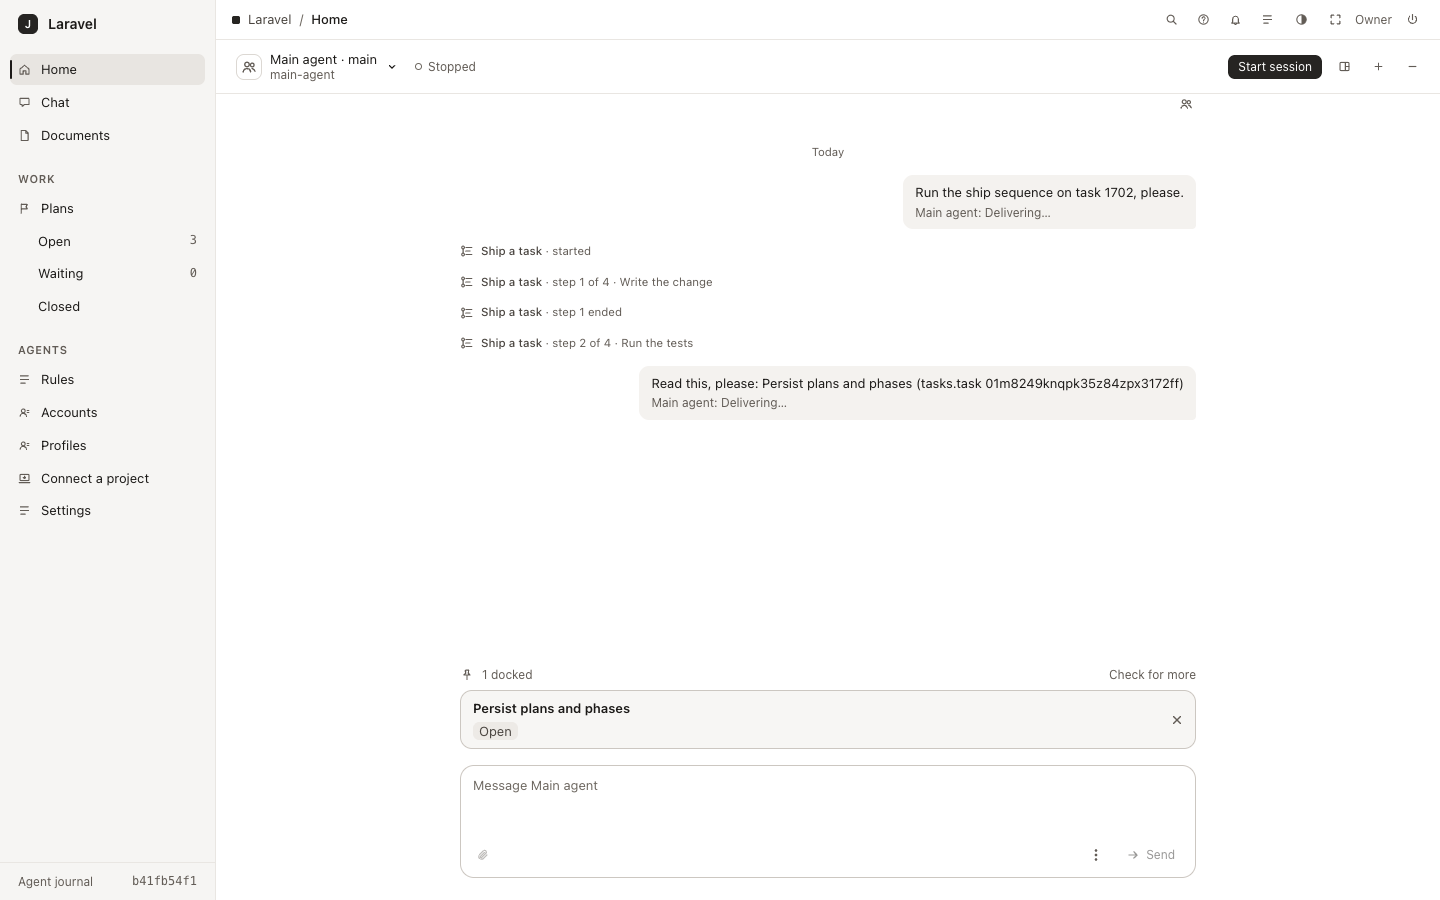 J Laravel
Home
Chat
Documents
WORK
Plans
Open 3
Waiting 0
Closed
AGENTS
Rules
Accounts
Profiles
Connect a project
Settings
Agent journal b41fb54f1
Laravel / Home
Owner
Main agent · main
main-agent
Stopped
Start session
Today
Run the ship sequence on task 1702, please.
Main agent: Delivering…
Ship a task · started
Ship a task · step 1 of 4 · Write the change
Ship a task · step 1 ended
Ship a task · step 2 of 4 · Run the tests
Read this, please: Persist plans and phases (tasks.task 01m8249knqpk35z84zpx3172ff)
Main agent: Delivering…
1 docked
Check for more
Persist plans and phases
Open
Message Main agent
Send